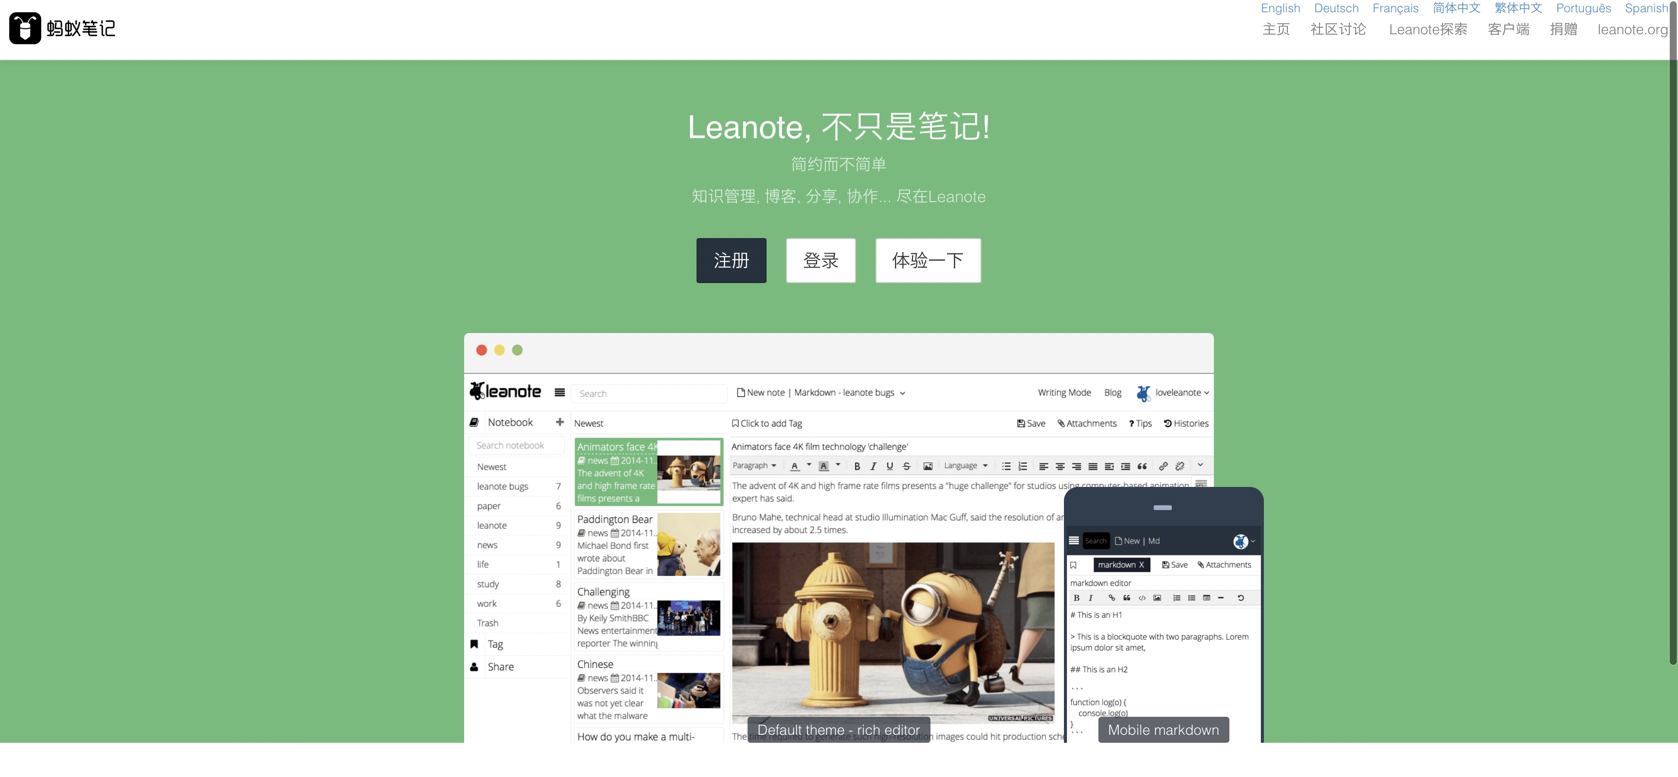 蚂蚁笔记
English Deutsch Français 简体中文 繁体中文 Português Spanish
主页 社区讨论 Leanote探索 客户端 捐赠 leanote.org
Leanote, 不只是笔记!
简约而不简单
知识管理, 博客, 分享, 协作... 尽在Leanote
注册 登录 体验一下
leanote Search New note | Markdown - leanote bugs Writing Mode Blog loveleanote
Notebook + Newest Click to add Tag Save Attachments ? Tips Histories
Search notebook
Newest
leanote bugs 7
paper 6
leanote 9
news 9
life 1
study 8
work 6
Trash
Tag
Share
Animators face 4K
news 2014-11..
The advent of 4K
and high frame rate
films presents a
Paddington Bear
news 2014-11..
Michael Bond first
wrote about
Paddington Bear in
Challenging
news 2014-11..
By Keily SmithBBC
News entertainment
reporter The winning
Chinese
news 2014-11..
Observers said it
was not yet clear
what the malware
How do you make a multi-
Animators face 4K film technology 'challenge'
Paragraph A A B I U S Language
The advent of 4K and high frame rate films presents a "huge challenge" for studios using computer-based animation
expert has said.
Bruno Mahe, technical head at studio Illumination Mac Guff, said the resolution of
increased by about 2.5 times.
UNIVERSAL PICTURES
The time required to generate such high-resolution images could hit production
Default theme - rich editor
Search New | Md
markdown X Save Attachments
markdown editor
B I
# This is an H1
> This is a blockquote with two paragraphs. Lorem
ipsum dolor sit amet,
## This is an H2
```
function log(o) {
console.log(o)
}
```
Mobile markdown